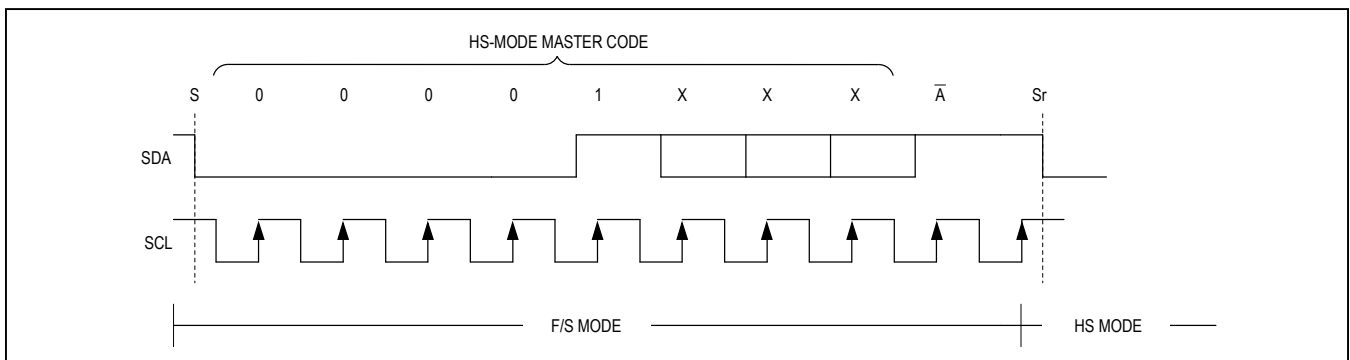 HS-MODE MASTER CODE
S 0 0 0 0 1 X X X A̅ Sr
SDA
SCL
F/S MODE HS MODE